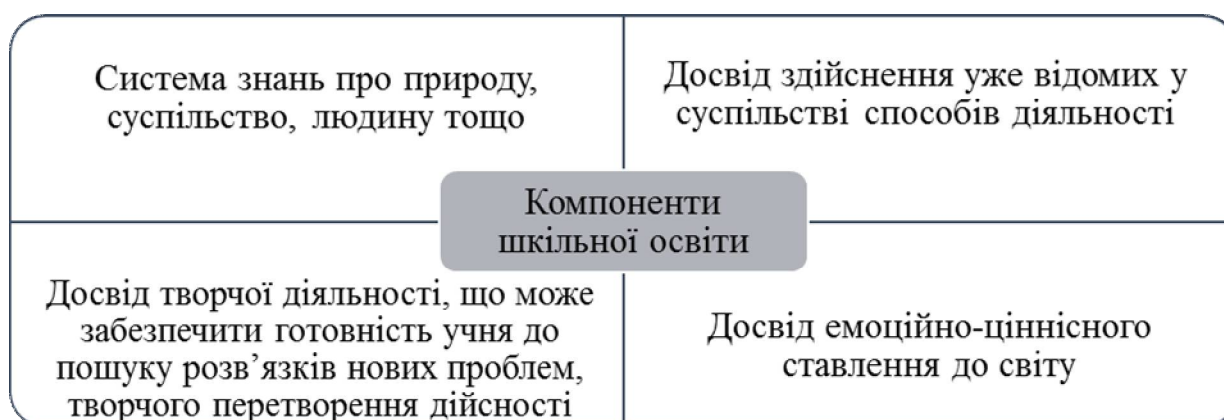 Система знань про природу,
суспільство, людину тощо
Досвід здійснення уже відомих у
суспільстві способів діяльності
Компоненти
шкільної освіти
Досвід творчої діяльності, що може
забезпечити готовність учня до
пошуку розв’язків нових проблем,
творчого перетворення дійсності
Досвід емоційно-ціннісного
ставлення до світу